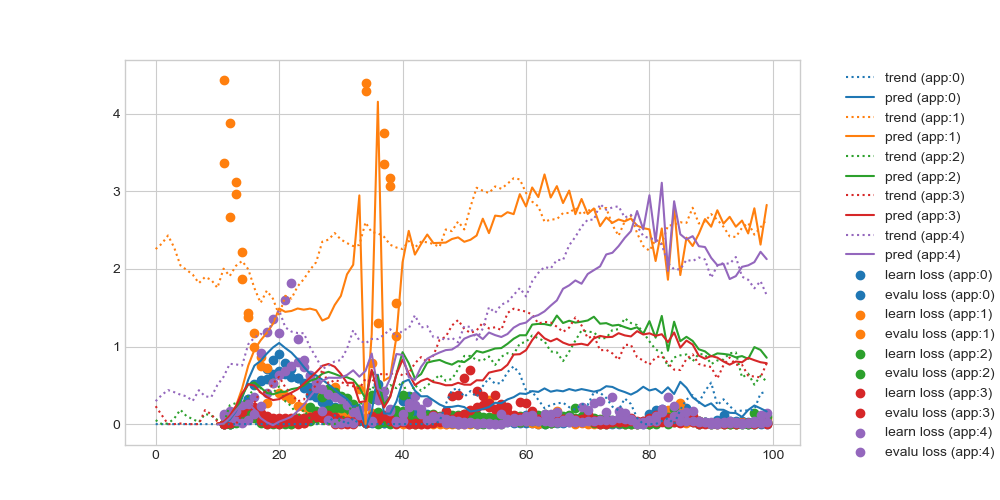 4
3
2
1
0
0
20
40
60
80
100
trend (app:0)
pred (app:0)
trend (app:1)
pred (app:1)
trend (app:2)
pred (app:2)
trend (app:3)
pred (app:3)
trend (app:4)
pred (app:4)
learn loss (app:0)
evalu loss (app:0)
learn loss (app:1)
evalu loss (app:1)
learn loss (app:2)
evalu loss (app:2)
learn loss (app:3)
evalu loss (app:3)
learn loss (app:4)
evalu loss (app:4)